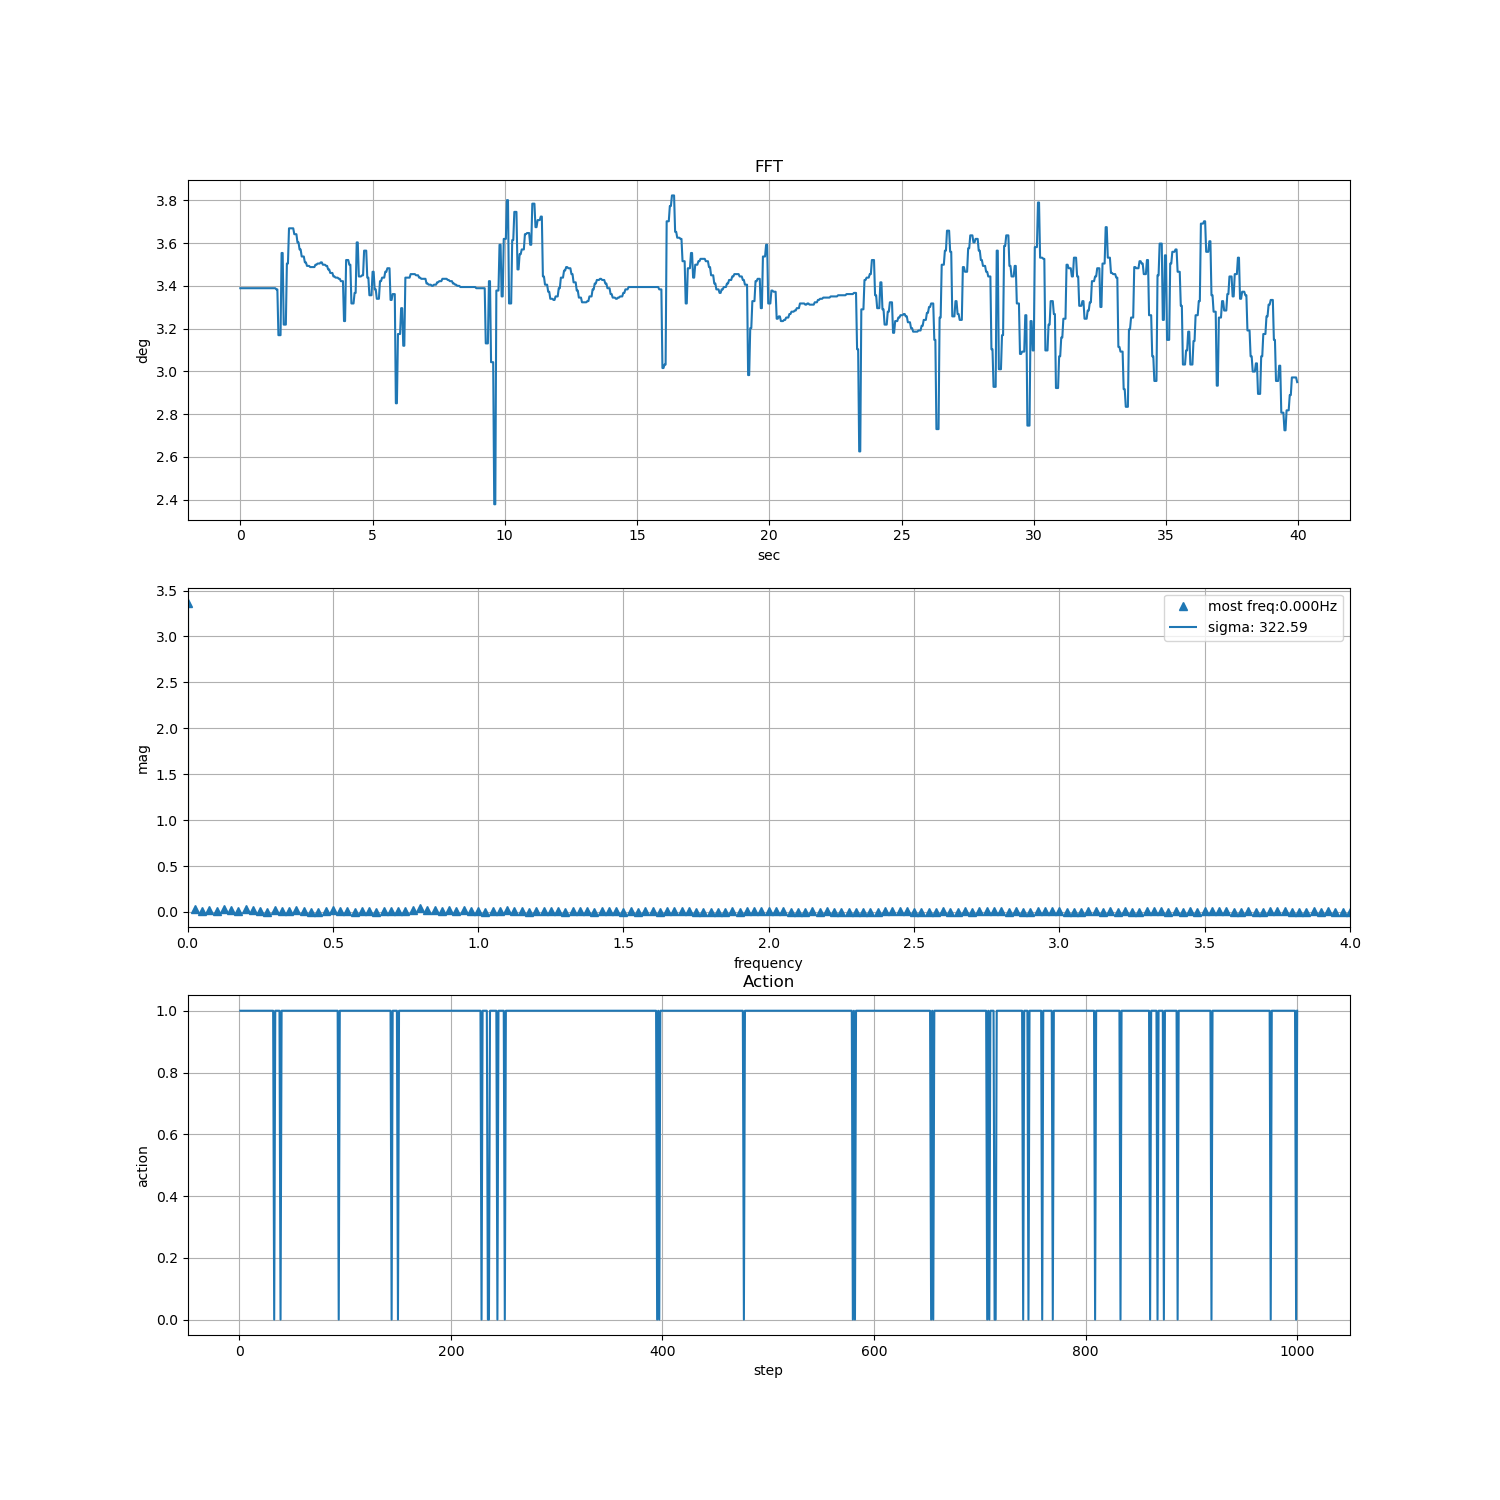 FFT
3.8
3.6
3.4
3.2
3.0
2.8
2.6
2.4
deg
0 5 10 15 20 25 30 35 40
sec
3.5
3.0
2.5
2.0
1.5
1.0
0.5
0.0
mag
most freq:0.000Hz
sigma: 322.59
0.0 0.5 1.0 1.5 2.0 2.5 3.0 3.5 4.0
frequency
Action
1.0
0.8
0.6
0.4
0.2
0.0
action
0 200 400 600 800 1000
step